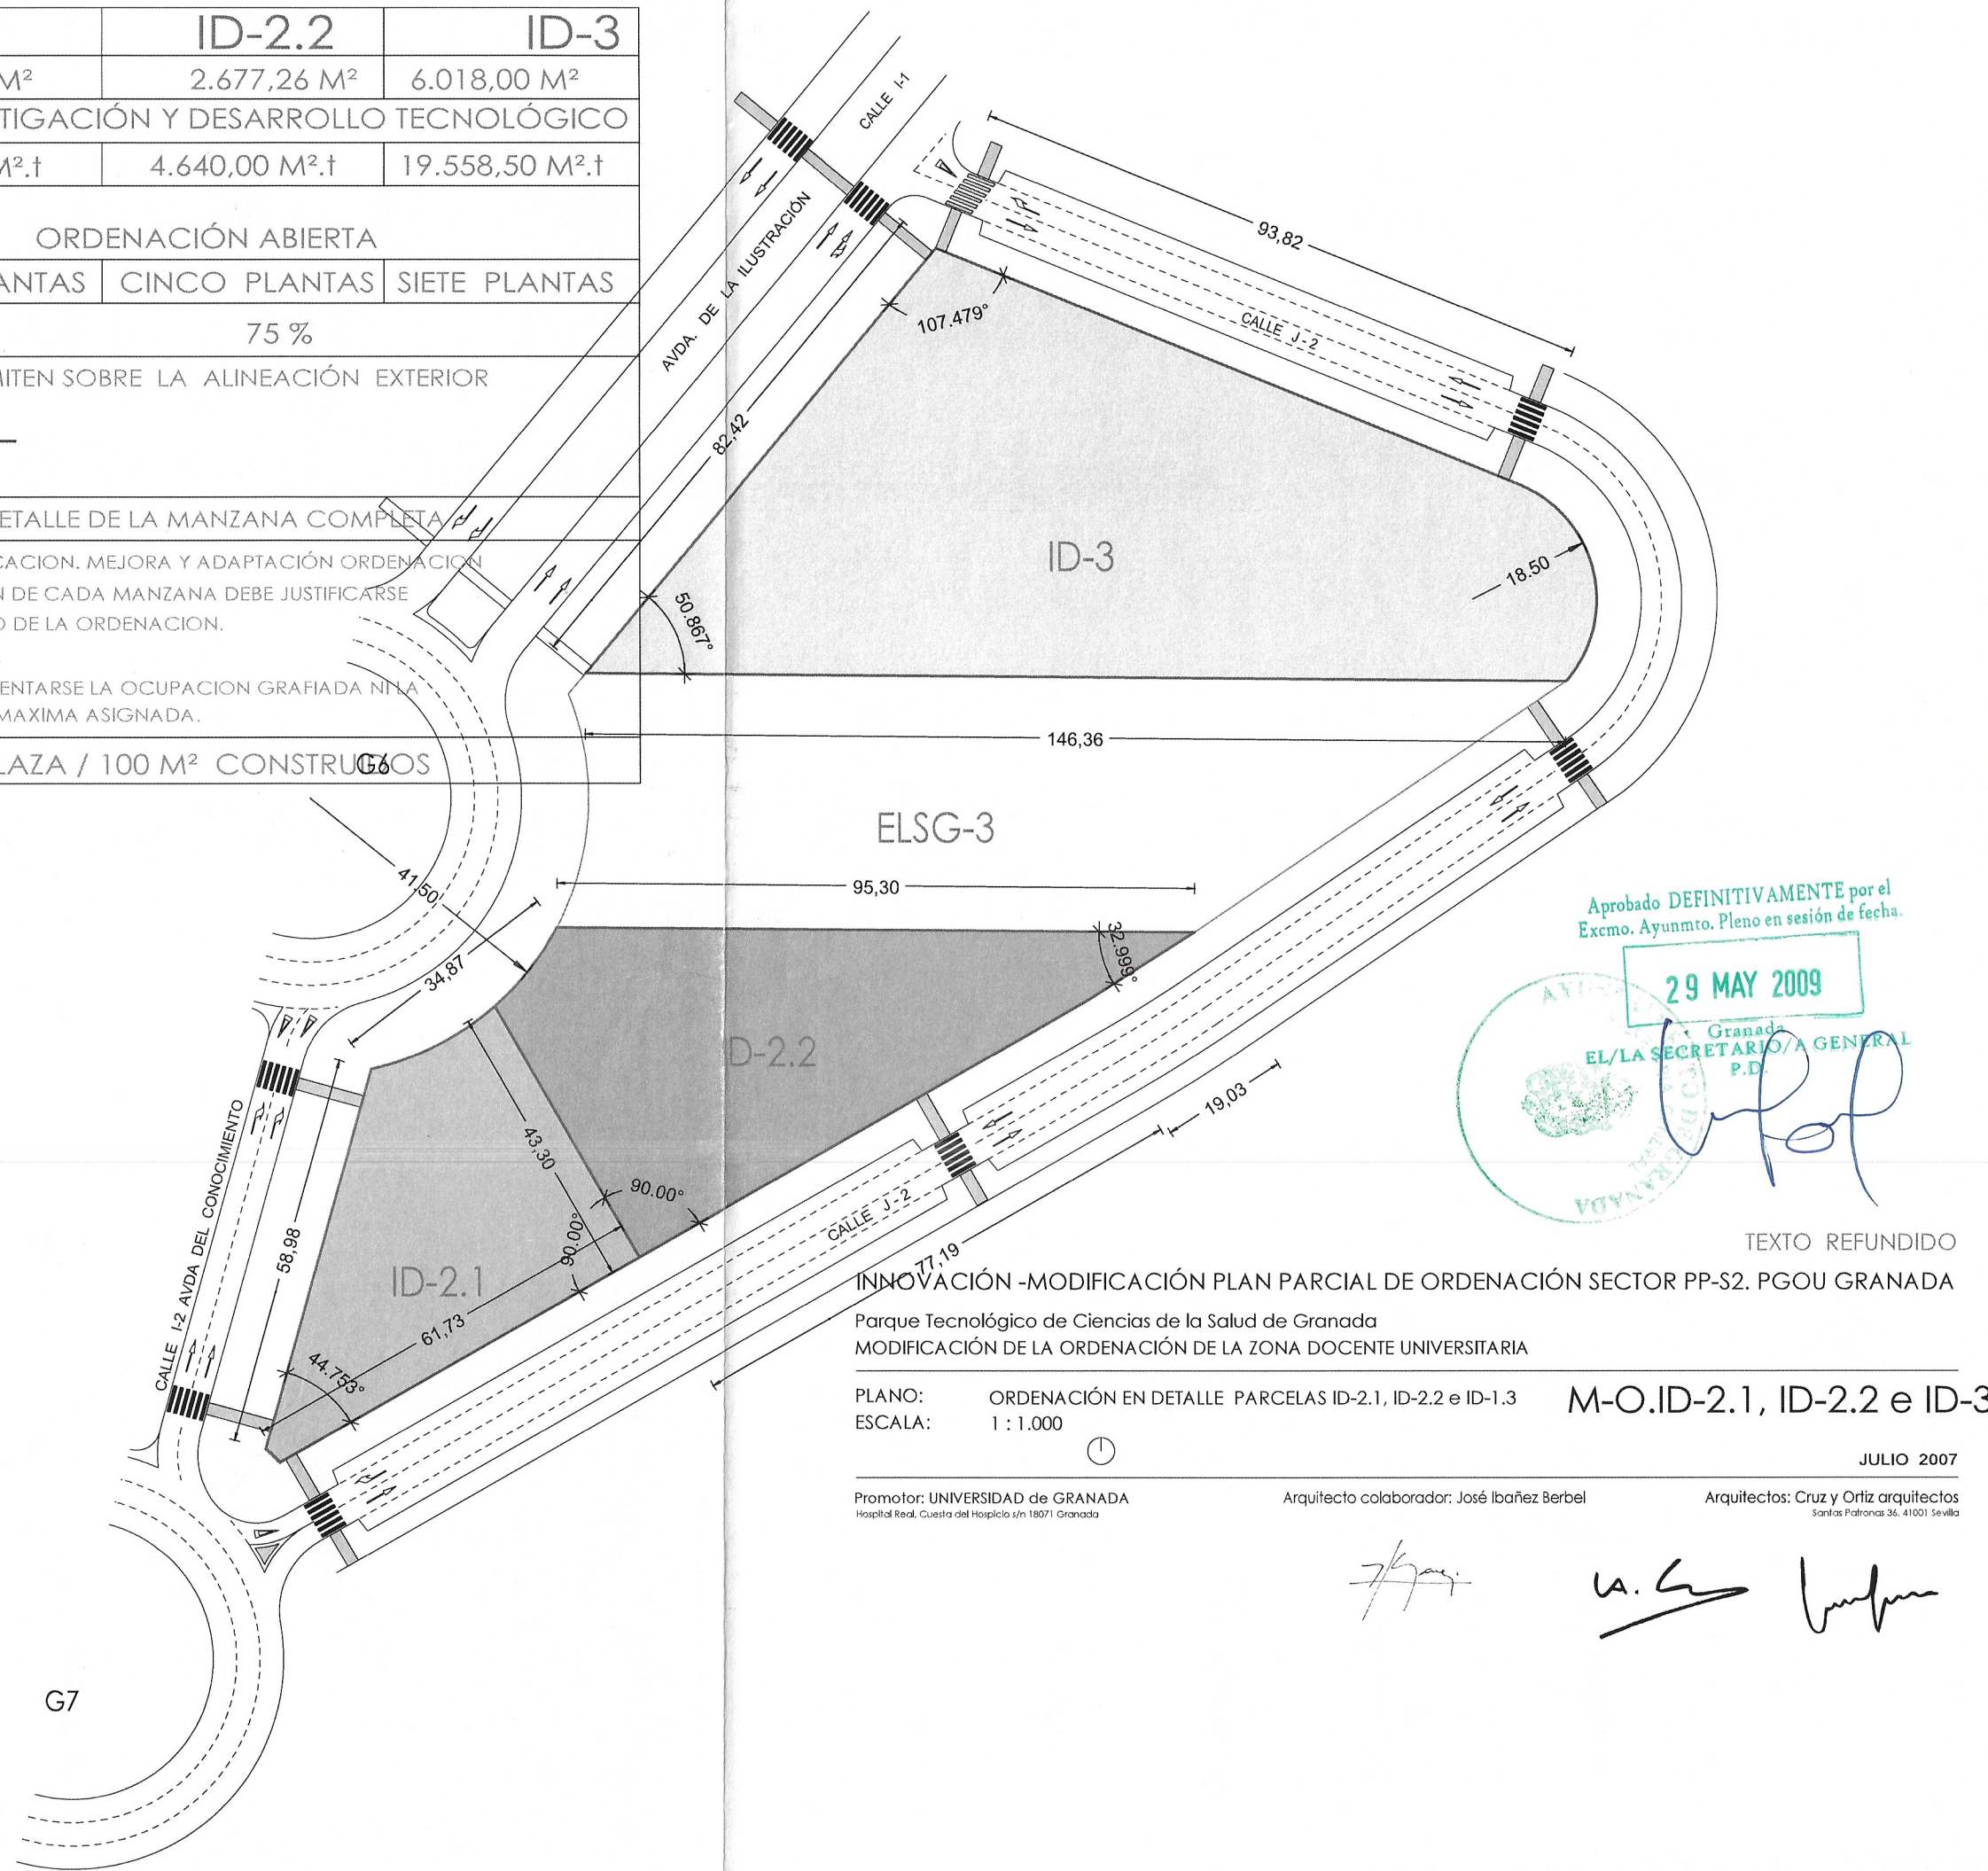 ID-2.2 ID-3
M² 2.677,26 M² 6.018,00 M²
TIGACIÓN Y DESARROLLO TECNOLÓGICO
M².t 4.640,00 M².t 19.558,50 M².t
ORDENACIÓN ABIERTA
ANTAS CINCO PLANTAS SIETE PLANTAS
75 %
MITEN SOBRE LA ALINEACIÓN EXTERIOR
ETALLE DE LA MANZANA COMPLETA
CACION. MEJORA Y ADAPTACIÓN ORDENACION
N DE CADA MANZANA DEBE JUSTIFICARSE
O DE LA ORDENACION.
ENTARSE LA OCUPACION GRAFIADA NI LA
MAXIMA ASIGNADA.
LAZA / 100 M² CONSTRUIDOS
G6
CALLE I-1
AVDA. DE LA ILUSTRACIÓN
93,82
107.479°
CALLE J-2
82,42
ID-3
18.50
50.867°
146,36
ELSG-3
95,30
41,50
34,87
32.999°
D-2.2
19,03
43,30
90.00°
90.00°
CALLE J-2
77,19
CALLE I-2 AVDA DEL CONOCIMIENTO
58,98
ID-2.1
61,73
44.753°
G7
Aprobado DEFINITIVAMENTE por el
Excmo. Ayunmto. Pleno en sesión de fecha.
29 MAY 2009
Granada
EL/LA SECRETARIO/A GENERAL
P.D.
GRANADA
TEXTO REFUNDIDO
INNOVACIÓN -MODIFICACIÓN PLAN PARCIAL DE ORDENACIÓN SECTOR PP-S2. PGOU GRANADA
Parque Tecnológico de Ciencias de la Salud de Granada
MODIFICACIÓN DE LA ORDENACIÓN DE LA ZONA DOCENTE UNIVERSITARIA
PLANO: ORDENACIÓN EN DETALLE PARCELAS ID-2.1, ID-2.2 e ID-1.3 M-O.ID-2.1, ID-2.2 e ID-3
ESCALA: 1 : 1.000
JULIO 2007
Promotor: UNIVERSIDAD de GRANADA
Hospital Real, Cuesta del Hospicio s/n 18071 Granada
Arquitecto colaborador: José Ibañez Berbel
Arquitectos: Cruz y Ortiz arquitectos
Santas Patronas 36. 41001 Sevilla